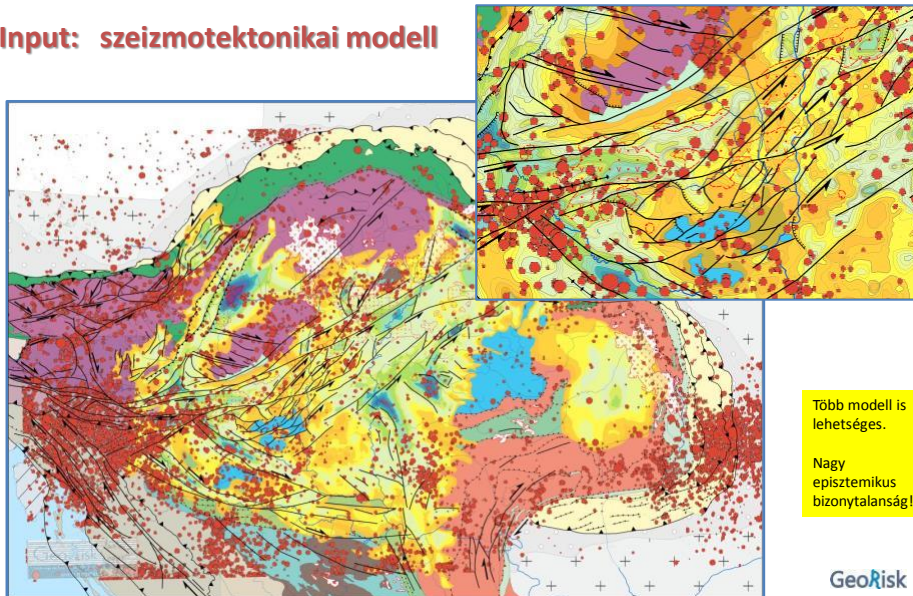 Input: szeizmotektonikai modell
Több modell is
lehetséges.
Nagy
episztemikus
bizonytalanság!
GeoRisk